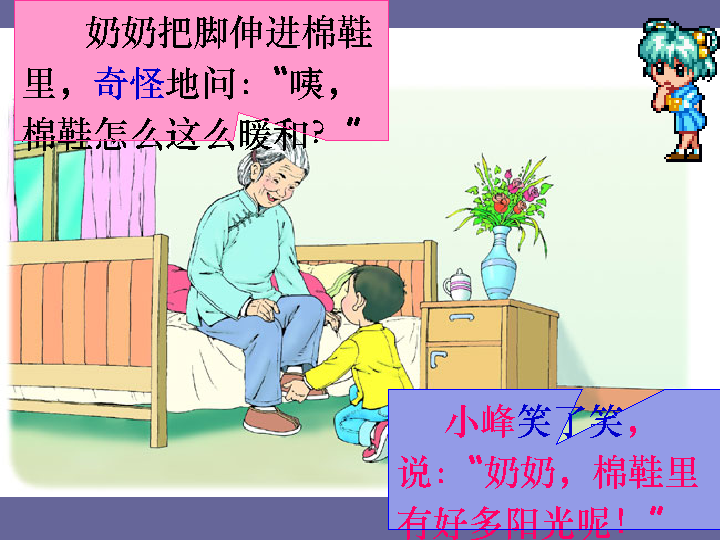 奶奶把脚伸进棉鞋
里，奇怪地问：“咦，
棉鞋怎么这么暖和？”
小峰笑了笑，
说：“奶奶，棉鞋里
有好多阳光呢！”